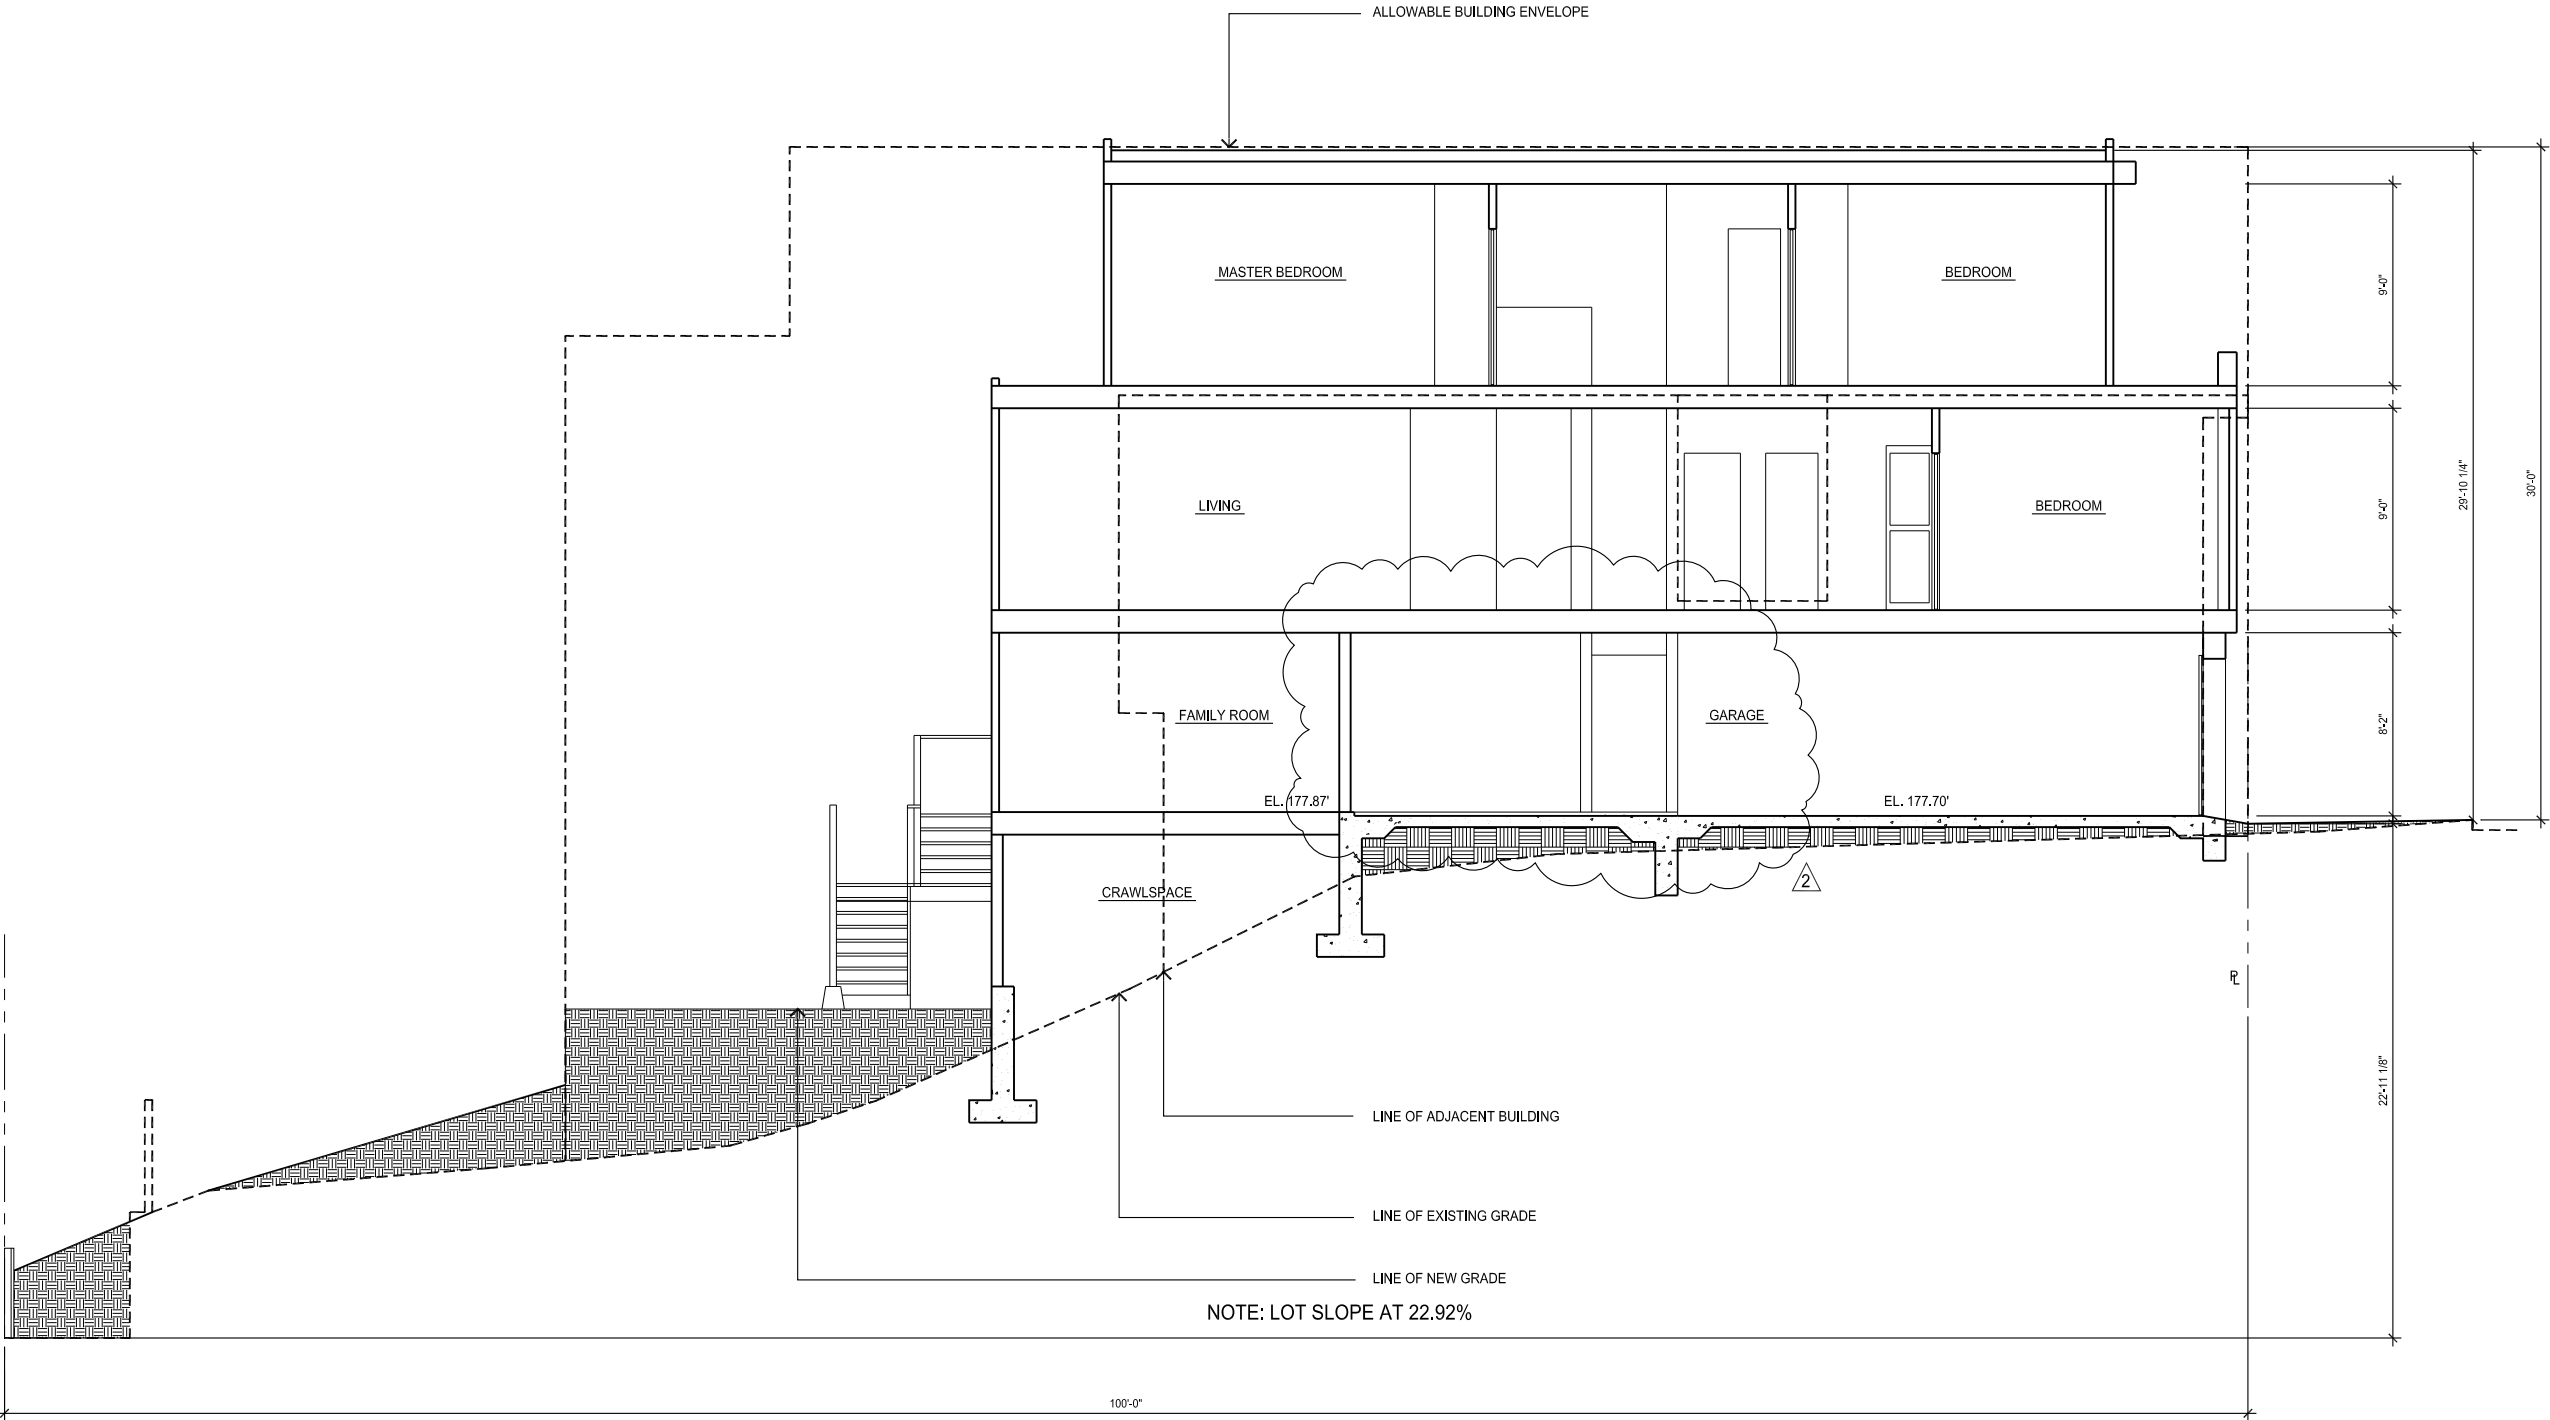 ALLOWABLE BUILDING ENVELOPE
MASTER BEDROOM
BEDROOM
9'-0"
29'-10 1/4"
30'-0"
LIVING
BEDROOM
9'-0"
FAMILY ROOM
GARAGE
8'-2"
EL. 177.87'
EL. 177.70'
2
CRAWLSPACE
PL
22'-11 1/8"
LINE OF ADJACENT BUILDING
LINE OF EXISTING GRADE
LINE OF NEW GRADE
NOTE: LOT SLOPE AT 22.92%
100'-0"